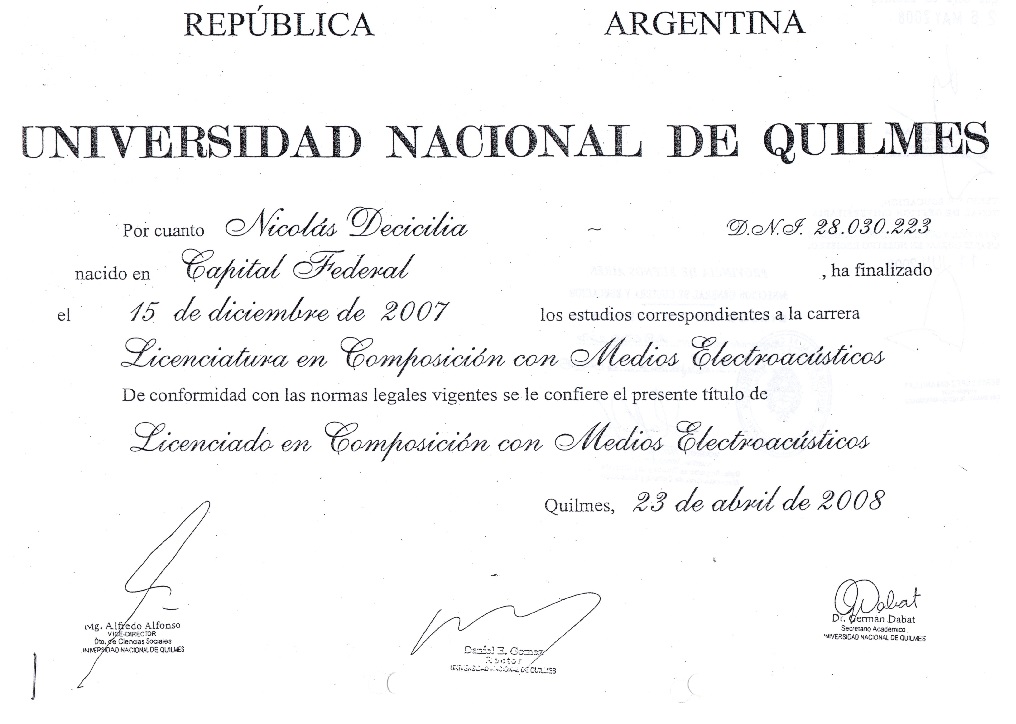 REPÚBLICA ARGENTINA
UNIVERSIDAD NACIONAL DE QUILMES
Por cuanto Nicolás Dececilia ~ D.N.I. 28.030.223
nacido en Capital Federal , ha finalizado
el 15 de diciembre de 2007 los estudios correspondientes a la carrera
Licenciatura en Composición con Medios Electroacústicos
De conformidad con las normas legales vigentes se le confiere el presente título de
Licenciado en Composición con Medios Electroacústicos
Quilmes, 23 de abril de 2008
Mg. Alfredo Alfonso
VICE-DIRECTOR
Dto. de Ciencias Sociales
UNIVERSIDAD NACIONAL DE QUILMES
Daniel E. Gomez
Rector
UNIVERSIDAD NACIONAL DE QUILMES
Dabat
Dr. German Dabat
Secretario Académico
UNIVERSIDAD NACIONAL DE QUILMES